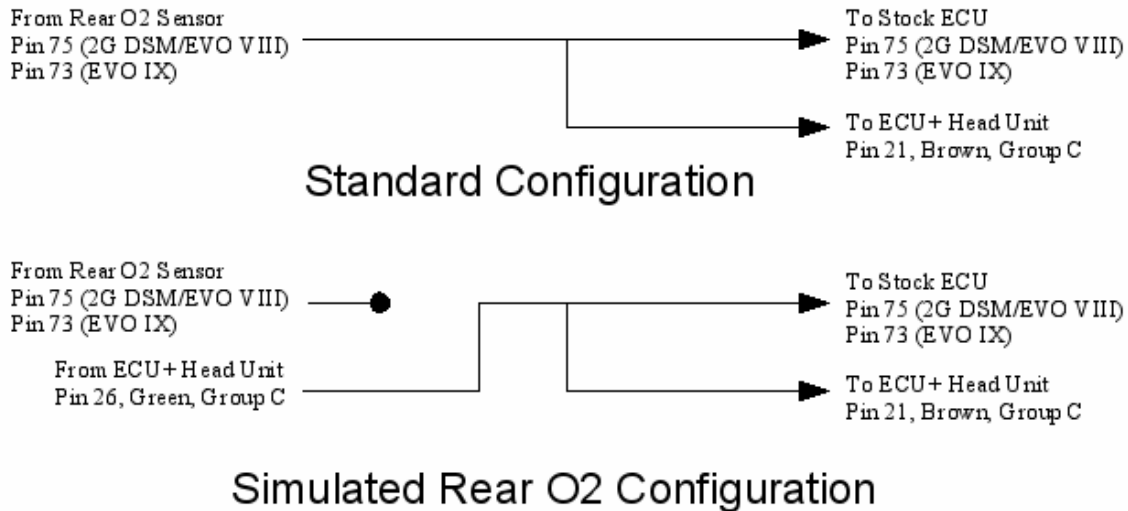 From Rear O2 Sensor
Pin 75 (2G DSM/EVO VIII)
Pin 73 (EVO IX)
To Stock ECU
Pin 75 (2G DSM/EVO VIII)
Pin 73 (EVO IX)
To ECU+ Head Unit
Pin 21, Brown, Group C
Standard Configuration
From Rear O2 Sensor
Pin 75 (2G DSM/EVO VIII)
Pin 73 (EVO IX)
From ECU+ Head Unit
Pin 26, Green, Group C
To Stock ECU
Pin 75 (2G DSM/EVO VIII)
Pin 73 (EVO IX)
To ECU+ Head Unit
Pin 21, Brown, Group C
Simulated Rear O2 Configuration